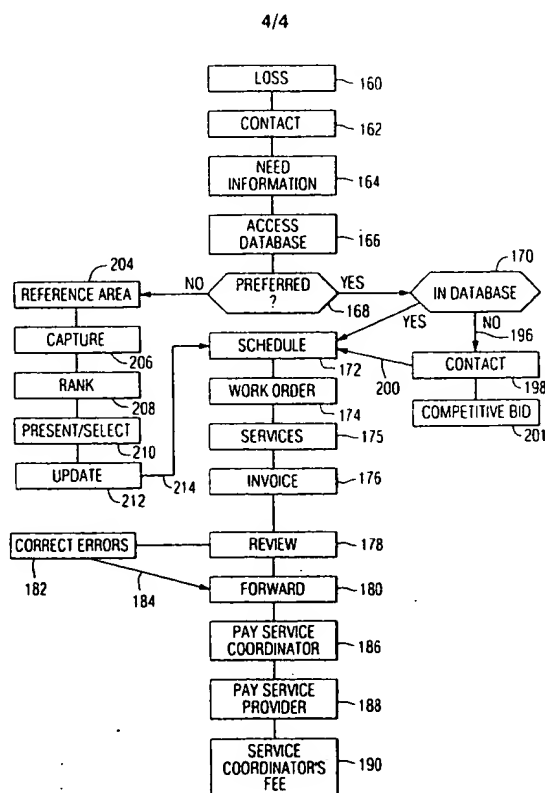 4/4
LOSS
160
CONTACT
162
NEED
INFORMATION
164
ACCESS
DATABASE
166
170
204
NO
PREFERRED
?
168
YES
IN DATABASE
REFERENCE AREA
YES
NO
196
CAPTURE
206
SCHEDULE
172
200
CONTACT
198
RANK
208
WORK ORDER
174
COMPETITIVE BID
201
PRESENT/SELECT
210
SERVICES
175
UPDATE
212
214
INVOICE
176
CORRECT ERRORS
182
184
REVIEW
178
FORWARD
180
PAY SERVICE
COORDINATOR
186
PAY SERVICE
PROVIDER
188
SERVICE
COORDINATOR'S
FEE
190